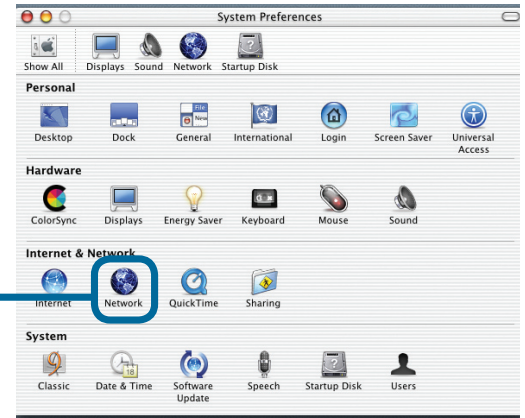 System Preferences
Show All Displays Sound Network Startup Disk
Personal
Desktop Dock General International Login Screen Saver Universal Access
Hardware
ColorSync Displays Energy Saver Keyboard Mouse Sound
Internet & Network
Internet Network QuickTime Sharing
System
Classic Date & Time Software Update Speech Startup Disk Users